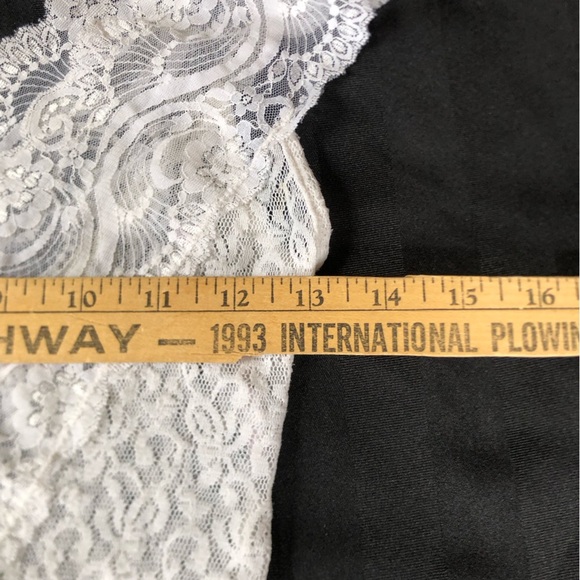 10 11 12 13 14 15 16
HWAY — 1993 INTERNATIONAL PLOWIN